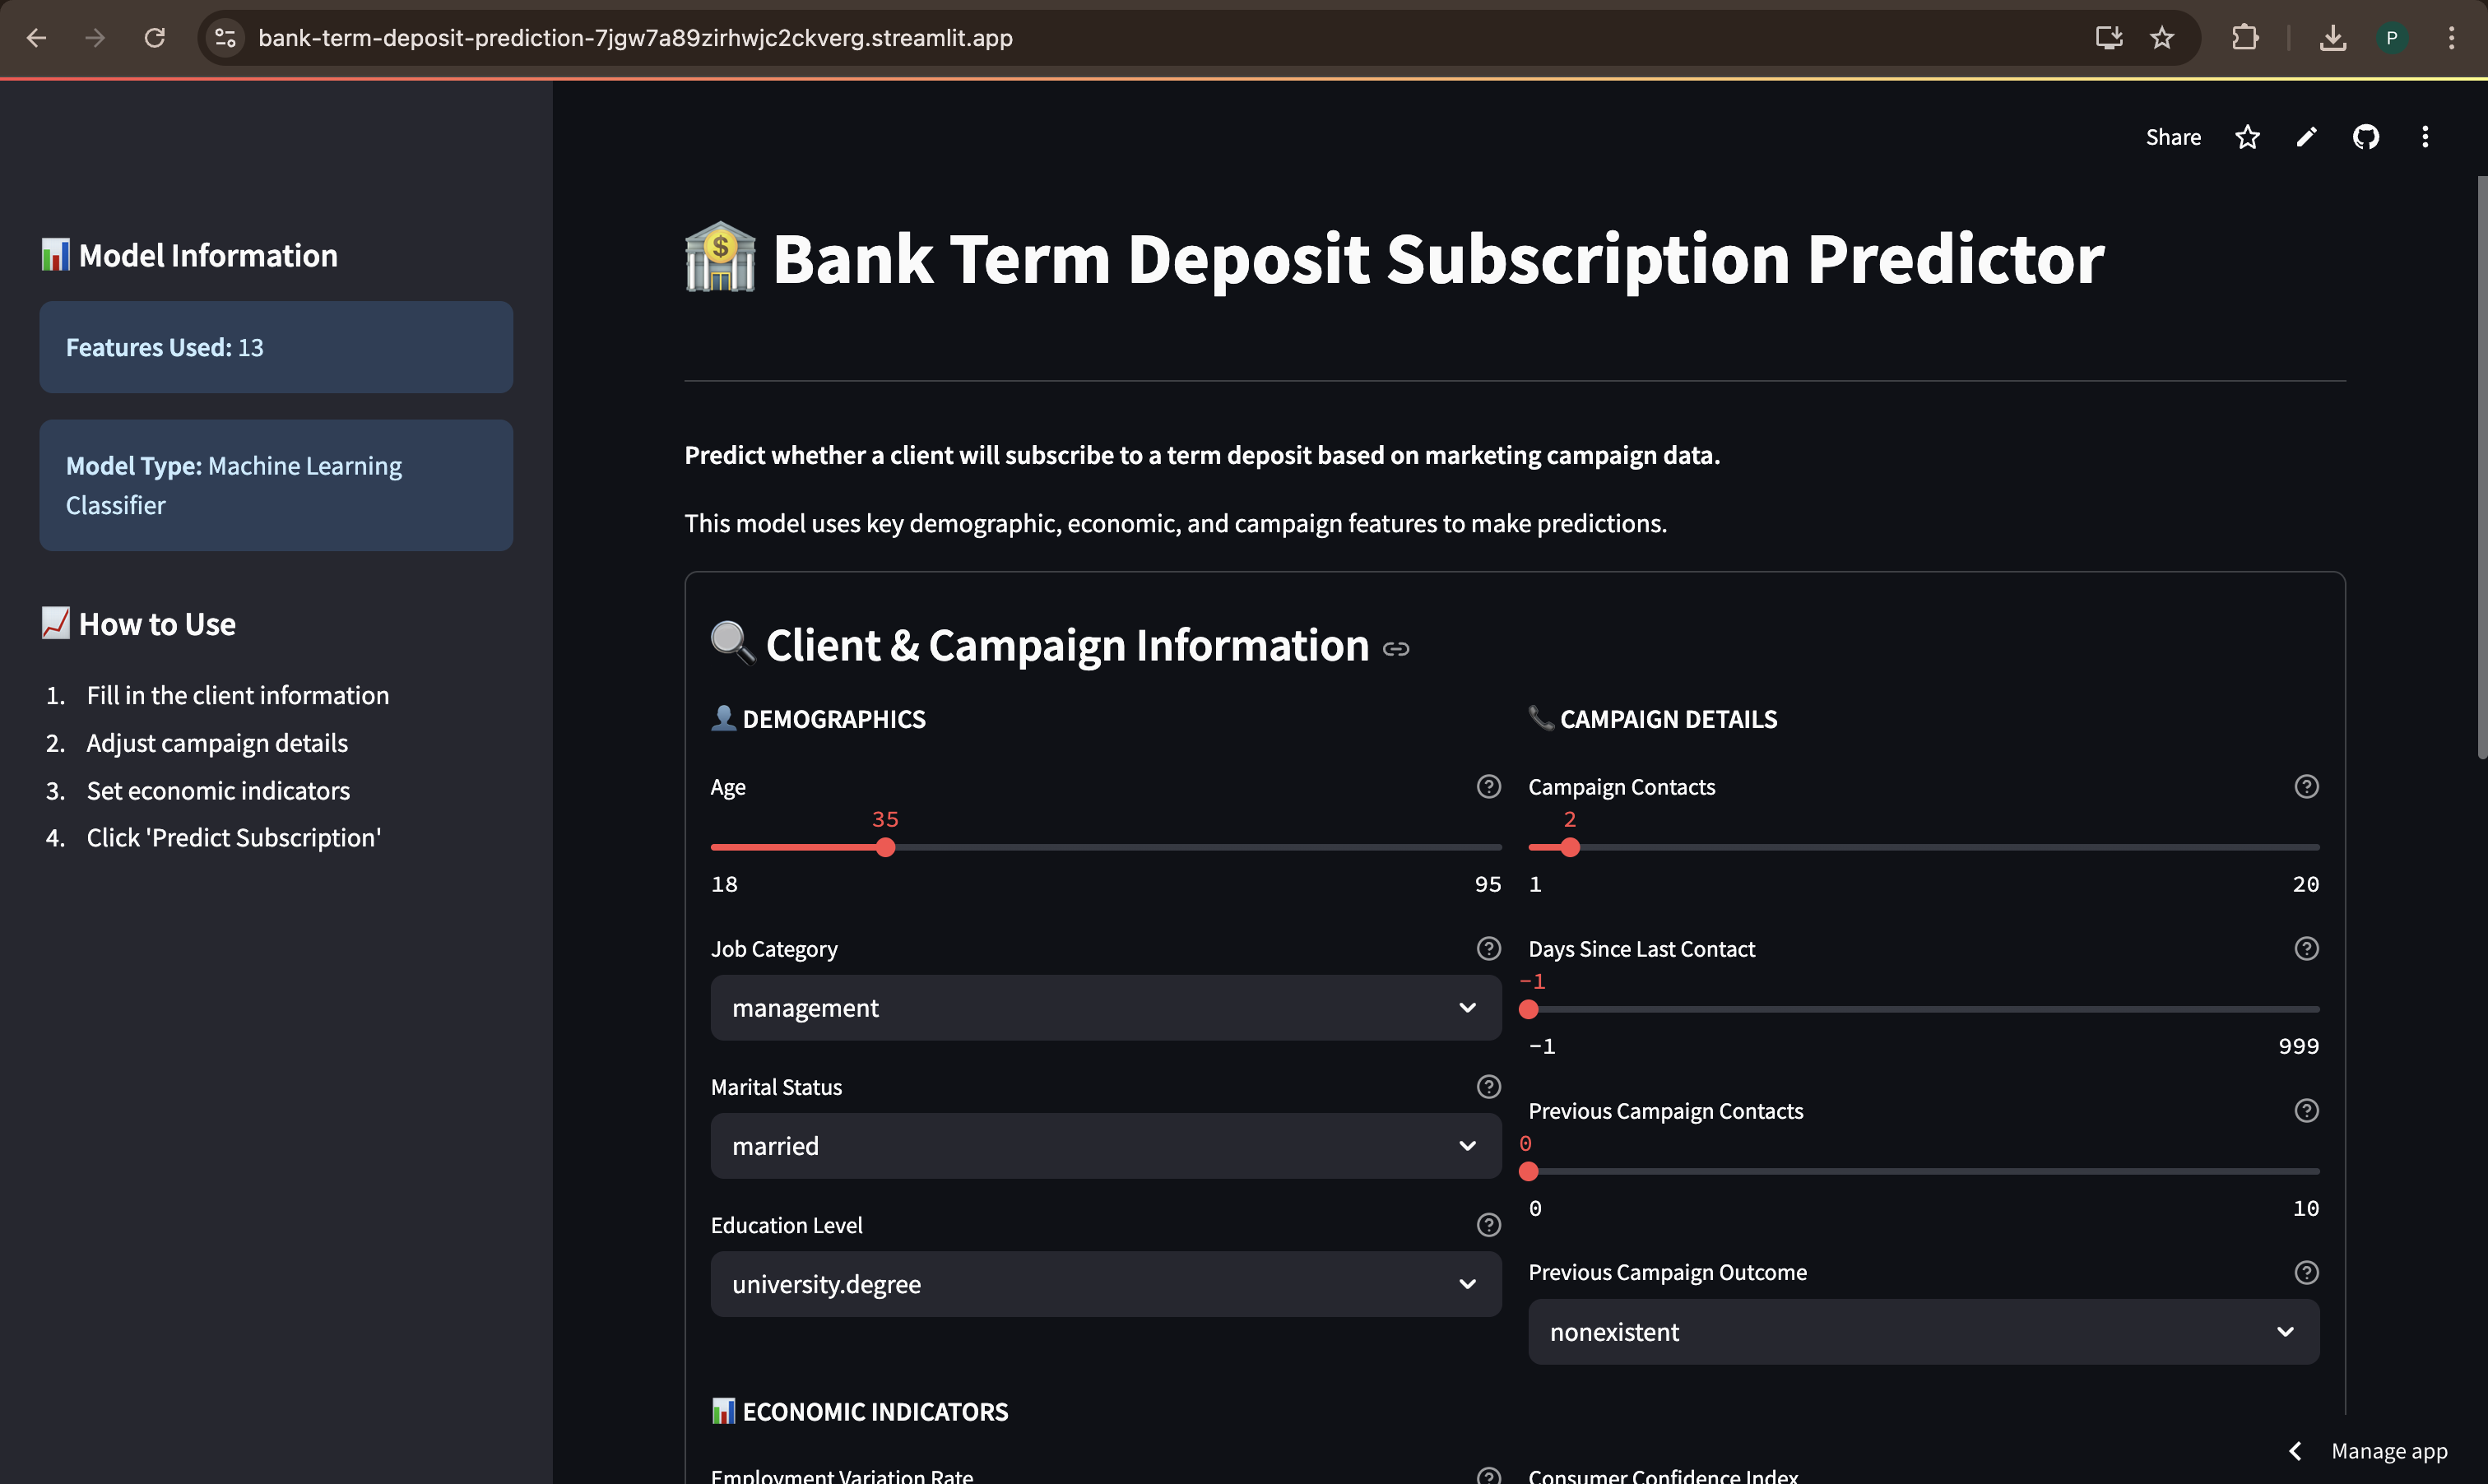 bank-term-deposit-prediction-7jgw7a89zirhwjc2ckverg.streamlit.app
P
Share
Model Information
Features Used: 13
Model Type: Machine Learning
Classifier
How to Use
1. Fill in the client information
2. Adjust campaign details
3. Set economic indicators
4. Click 'Predict Subscription'
Bank Term Deposit Subscription Predictor
Predict whether a client will subscribe to a term deposit based on marketing campaign data.
This model uses key demographic, economic, and campaign features to make predictions.
Client & Campaign Information
DEMOGRAPHICS
Age
35
18 95
Job Category
management
Marital Status
married
Education Level
university.degree
CAMPAIGN DETAILS
Campaign Contacts
2
1 20
Days Since Last Contact
-1
-1 999
Previous Campaign Contacts
0
0 10
Previous Campaign Outcome
nonexistent
ECONOMIC INDICATORS
Employment Variation Rate
Consumer Confidence Index
Manage app